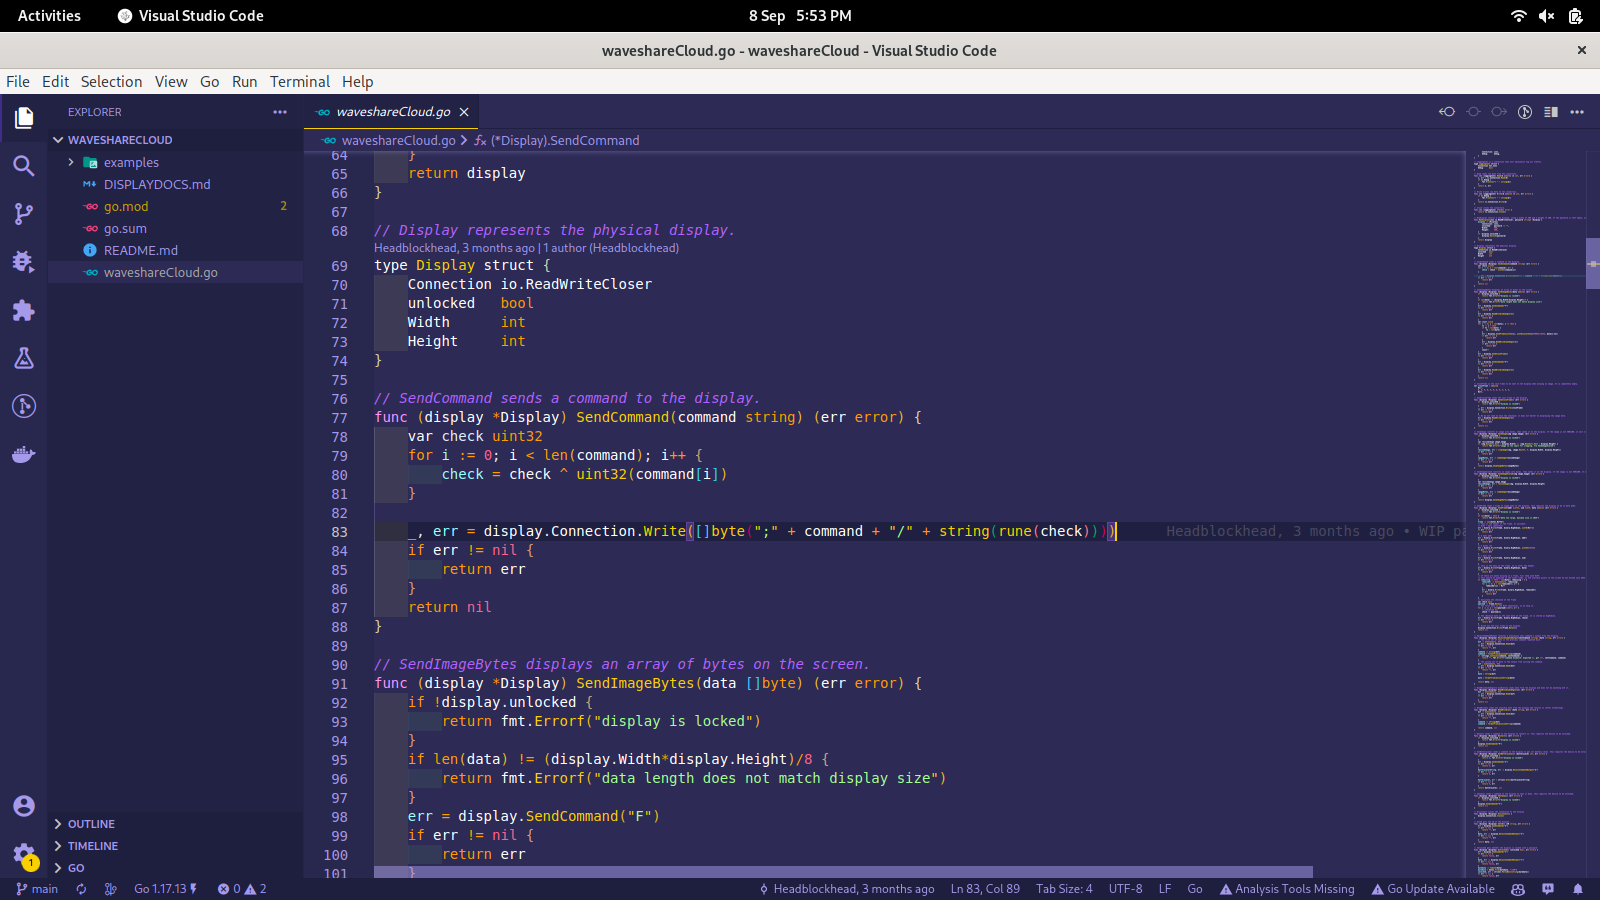 Activities Visual Studio Code 8 Sep 5:53 PM
waveshareCloud.go - waveshareCloud - Visual Studio Code
File Edit Selection View Go Run Terminal Help
EXPLORER
WAVESHARECLOUD
examples
DISPLAYDOCS.md
go.mod 2
go.sum
README.md
waveshareCloud.go
OUTLINE
TIMELINE
GO
1
waveshareCloud.go
waveshareCloud.go > (*Display).SendCommand
64 }
65 return display
66 }
67
68 // Display represents the physical display.
Headblockhead, 3 months ago | 1 author (Headblockhead)
69 type Display struct {
70 Connection io.ReadWriteCloser
71 unlocked bool
72 Width int
73 Height int
74 }
75
76 // SendCommand sends a command to the display.
77 func (display *Display) SendCommand(command string) (err error) {
78 var check uint32
79 for i := 0; i < len(command); i++ {
80 check = check ^ uint32(command[i])
81 }
82
83 _, err = display.Connection.Write([]byte(";" + command + "/" + string(rune(check)))) Headblockhead, 3 months ago • WIP pa
84 if err != nil {
85 return err
86 }
87 return nil
88 }
89
90 // SendImageBytes displays an array of bytes on the screen.
91 func (display *Display) SendImageBytes(data []byte) (err error) {
92 if !display.unlocked {
93 return fmt.Errorf("display is locked")
94 }
95 if len(data) != (display.Width*display.Height)/8 {
96 return fmt.Errorf("data length does not match display size")
97 }
98 err = display.SendCommand("F")
99 if err != nil {
100 return err
101 }
main Go 1.17.13 0 2 Headblockhead, 3 months ago Ln 83, Col 89 Tab Size: 4 UTF-8 LF Go Analysis Tools Missing Go Update Available